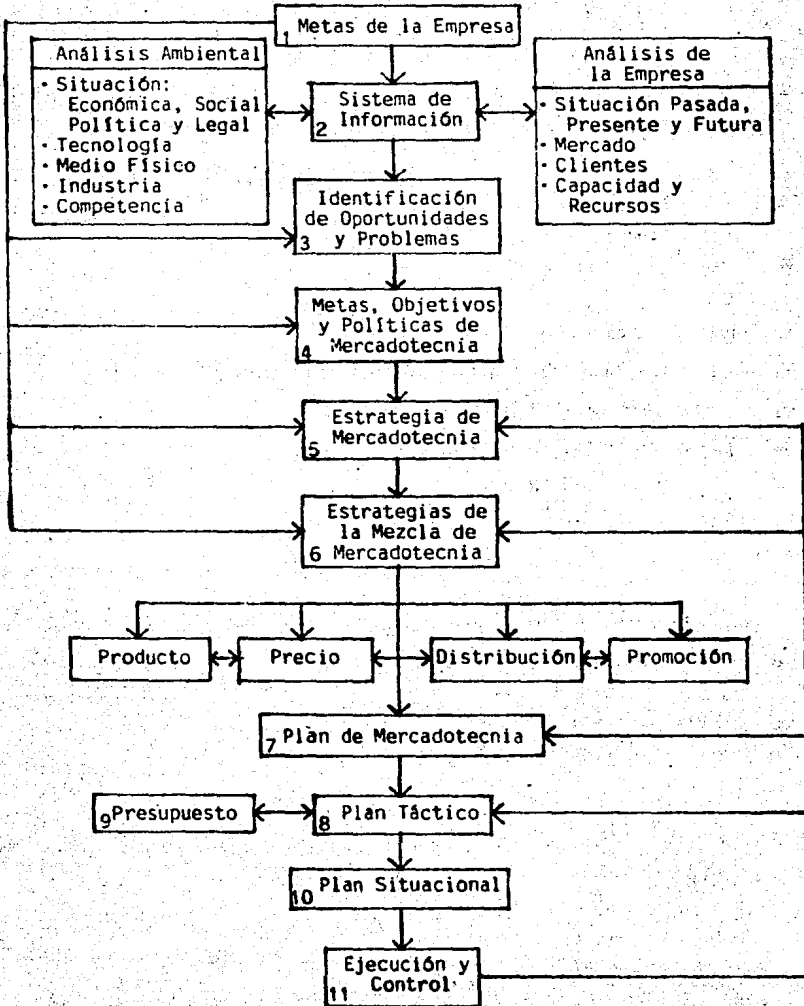 1 Metas de la Empresa
Análisis Ambiental
· Situación:
Económica, Social
Política y Legal
· Tecnología
· Medio Físico
· Industria
· Competencia
Sistema de
2 Información
Análisis de
la Empresa
· Situación Pasada,
Presente y Futura
· Mercado
· Clientes
· Capacidad y
Recursos
Identificación
de Oportunidades
3 y Problemas
Metas, Objetivos
y Políticas de
4 Mercadotecnia
Estrategia de
5 Mercadotecnia
Estrategias de
la Mezcla de
6 Mercadotecnia
Producto
Precio
Distribución
Promoción
7 Plan de Mercadotecnia
9 Presupuesto
8 Plan Táctico
10 Plan Situacional
Ejecución y
11 Control